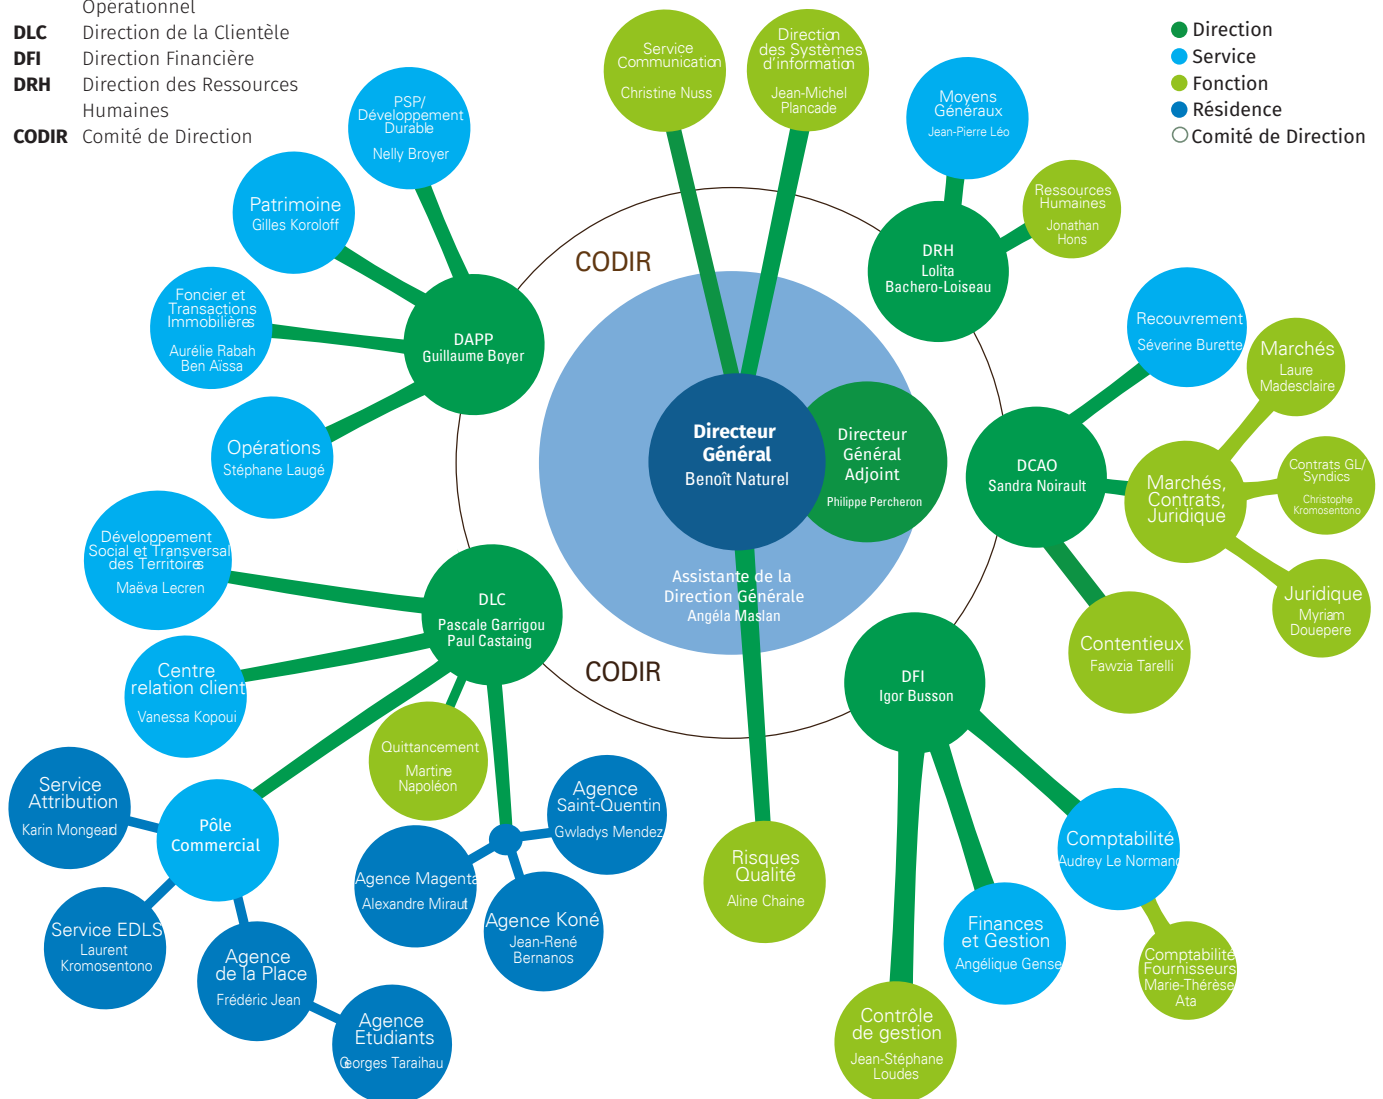 Opérationnel
DLC Direction de la Clientèle
DFI Direction Financière
DRH Direction des Ressources
Humaines
CODIR Comité de Direction
Direction
Service
Fonction
Résidence
Comité de Direction
Service
Communication
Christine Nuss
Direction
des Systèmes
d'information
Jean-Michel
Plancade
Moyens
Généraux
Jean-Pierre Léo
Ressources
Humaines
Jonathan
Hons
DRH
Lolita
Bachero-Loiseau
PSP/
Développement
Durable
Nelly Broyer
Patrimoine
Gilles Koroloff
Foncier et
Transactions
Immobilières
Aurélie Rabah
Ben Aïssa
Opérations
Stéphane Laugé
DAPP
Guillaume Boyer
CODIR
Directeur
Général
Benoît Naturel
Directeur
Général
Adjoint
Philippe Percheron
Assistante de la
Direction Générale
Angéla Maslan
CODIR
Recouvrement
Séverine Burette
Marchés
Laure
Madesclaire
DCAO
Sandra Noirault
Marchés,
Contrats,
Juridique
Contrats GL/
Syndics
Christophe
Kromosentono
Juridique
Myriam
Douepere
Contentieux
Fawzia Tarelli
Développement
Social et Transversal
des Territoires
Maëva Lecren
DLC
Pascale Garrigou
Paul Castaing
Centre
relation client
Vanessa Kopoui
Quittancement
Martine
Napoléon
Service
Attribution
Karin Mongead
Pôle
Commercial
Service EDLS
Laurent
Kromosentono
Agence
de la Place
Frédéric Jean
Agence
Etudiants
Georges Taraihau
Agence
Saint-Quentin
Gwladys Mendez
Agence Magenta
Alexandre Miraut
Agence Koné
Jean-René
Bernanos
Risques
Qualité
Aline Chaine
DFI
Igor Busson
Comptabilité
Audrey Le Normand
Finances
et Gestion
Angélique Gense
Comptabilité
Fournisseurs
Marie-Thérèse
Ata
Contrôle
de gestion
Jean-Stéphane
Loudes